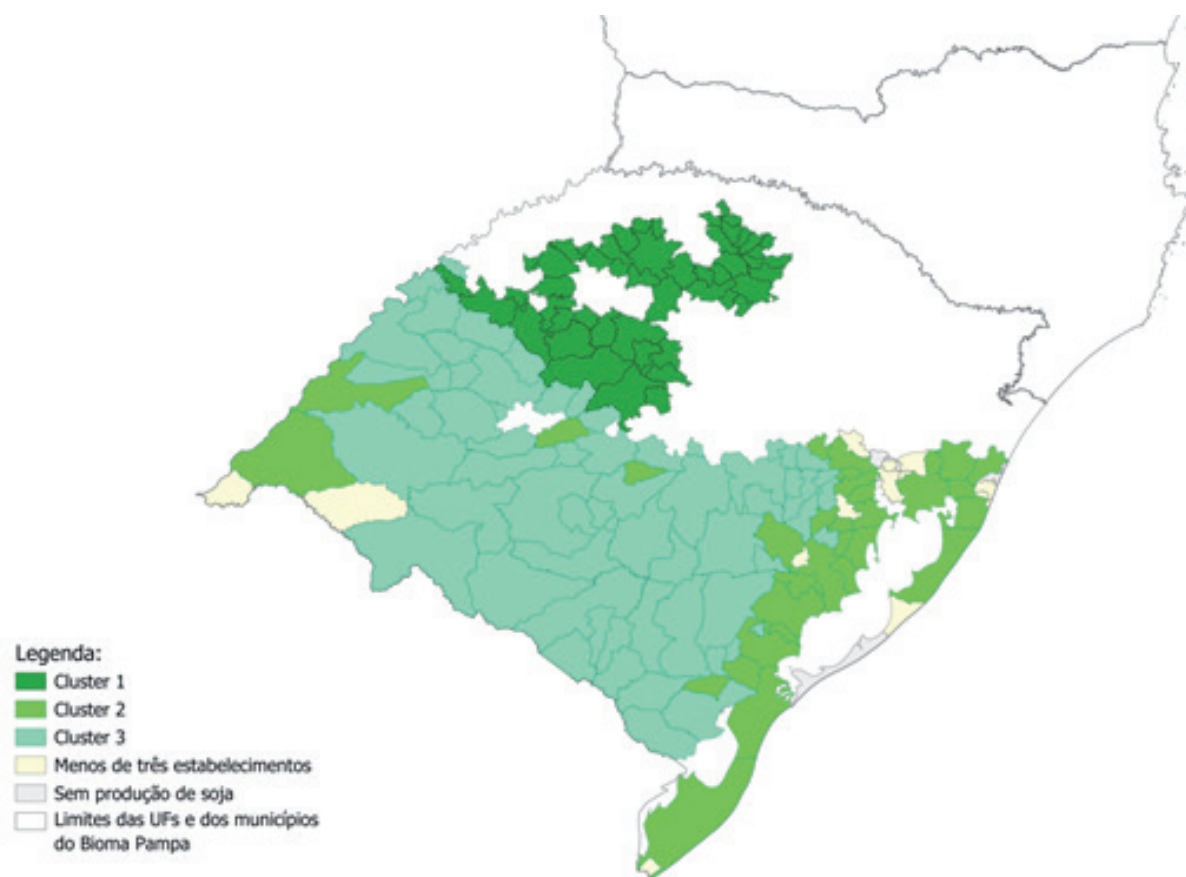 Legenda:
Cluster 1
Cluster 2
Cluster 3
Menos de três estabelecimentos
Sem produção de soja
Limites das UFs e dos municípios
do Bioma Pampa